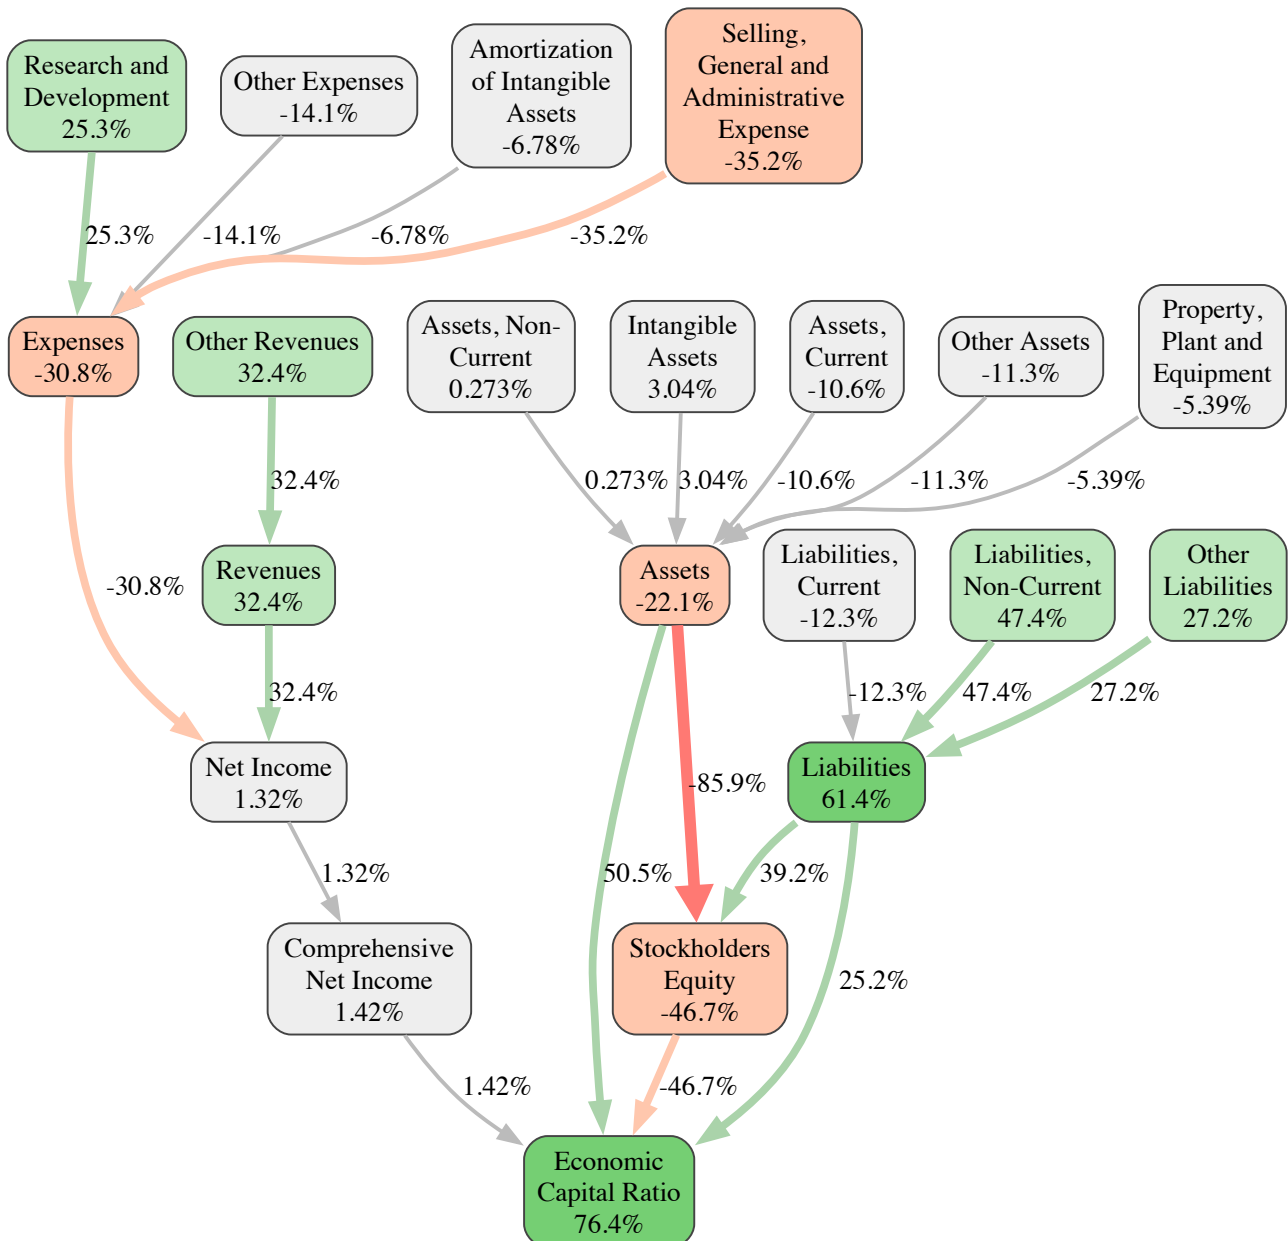 Research and
Development
25.3%
Other Expenses
-14.1%
Amortization
of Intangible
Assets
-6.78%
Selling,
General and
Administrative
Expense
-35.2%
25.3%
-14.1%
-6.78%
-35.2%
Expenses
-30.8%
Other Revenues
32.4%
Assets, Non-
Current
0.273%
Intangible
Assets
3.04%
Assets,
Current
-10.6%
Other Assets
-11.3%
Property,
Plant and
Equipment
-5.39%
32.4%
0.273%
3.04%
-10.6%
-11.3%
-5.39%
-30.8%
Revenues
32.4%
Assets
-22.1%
Liabilities,
Current
-12.3%
Liabilities,
Non-Current
47.4%
Other
Liabilities
27.2%
32.4%
-12.3%
47.4%
27.2%
Net Income
1.32%
-85.9%
Liabilities
61.4%
1.32%
50.5%
39.2%
Comprehensive
Net Income
1.42%
Stockholders
Equity
-46.7%
25.2%
1.42%
-46.7%
Economic
Capital Ratio
76.4%